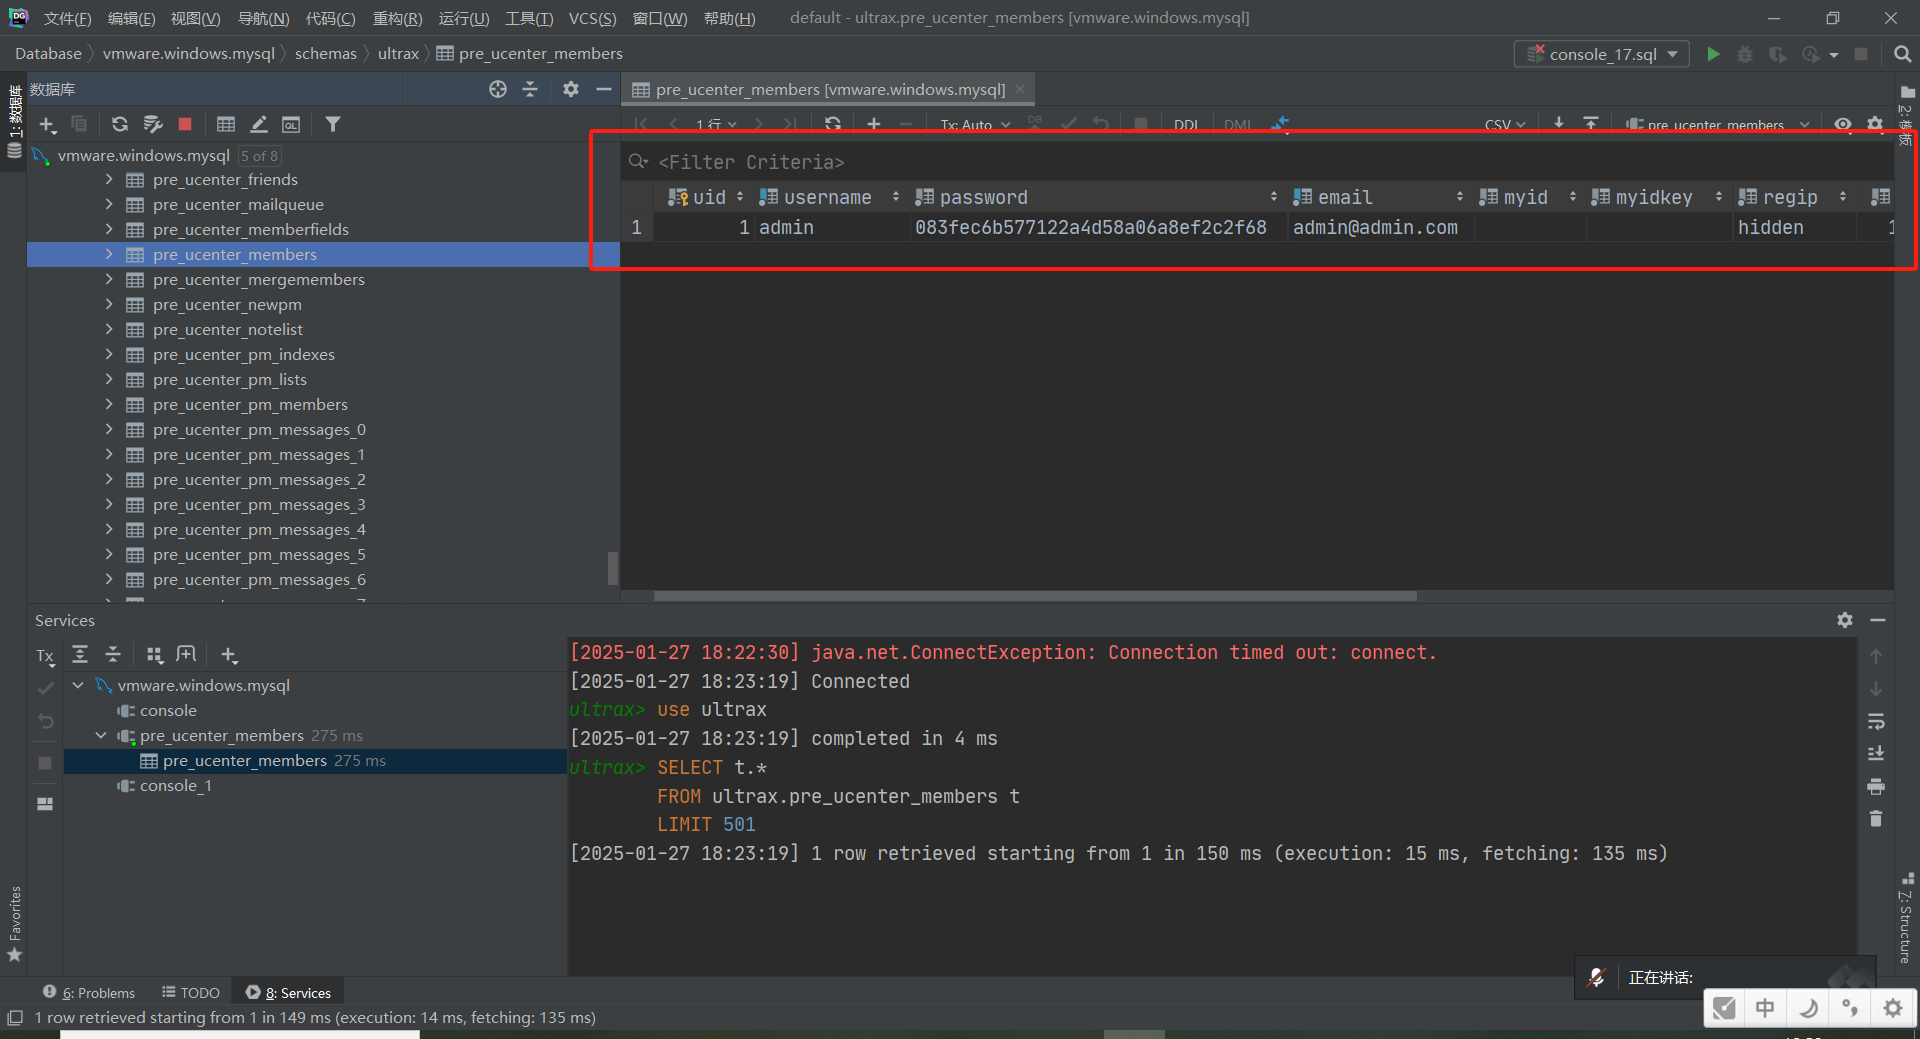 文件(F) 编辑(E) 视图(V) 导航(N) 代码(C) 重构(R) 运行(U) 工具(T) VCS(S) 窗口(W) 帮助(H) default - ultrax.pre_ucenter_members [vmware.windows.mysql]
Database vmware.windows.mysql schemas ultrax pre_ucenter_members console_17.sql
数据库 pre_ucenter_members [vmware.windows.mysql]
1 行 Tx: Auto DB DDL DML CSV pre_ucenter_members
1: 数据库
vmware.windows.mysql 5 of 8
pre_ucenter_friends
pre_ucenter_mailqueue
pre_ucenter_memberfields
pre_ucenter_members
pre_ucenter_mergemembers
pre_ucenter_newpm
pre_ucenter_notelist
pre_ucenter_pm_indexes
pre_ucenter_pm_lists
pre_ucenter_pm_members
pre_ucenter_pm_messages_0
pre_ucenter_pm_messages_1
pre_ucenter_pm_messages_2
pre_ucenter_pm_messages_3
pre_ucenter_pm_messages_4
pre_ucenter_pm_messages_5
pre_ucenter_pm_messages_6
<Filter Criteria>
uid username password email myid myidkey regip
1 1 admin 083fec6b577122a4d58a06a8ef2c2f68 admin@admin.com hidden 1
Services
Tx
vmware.windows.mysql
console
pre_ucenter_members 275 ms
pre_ucenter_members 275 ms
console_1
[2025-01-27 18:22:30] java.net.ConnectException: Connection timed out: connect.
[2025-01-27 18:23:19] Connected
ultrax> use ultrax
[2025-01-27 18:23:19] completed in 4 ms
ultrax> SELECT t.*
FROM ultrax.pre_ucenter_members t
LIMIT 501
[2025-01-27 18:23:19] 1 row retrieved starting from 1 in 150 ms (execution: 15 ms, fetching: 135 ms)
Favorites
Z: Structure
正在讲话:
6: Problems TODO 8: Services
中
1 row retrieved starting from 1 in 149 ms (execution: 14 ms, fetching: 135 ms)